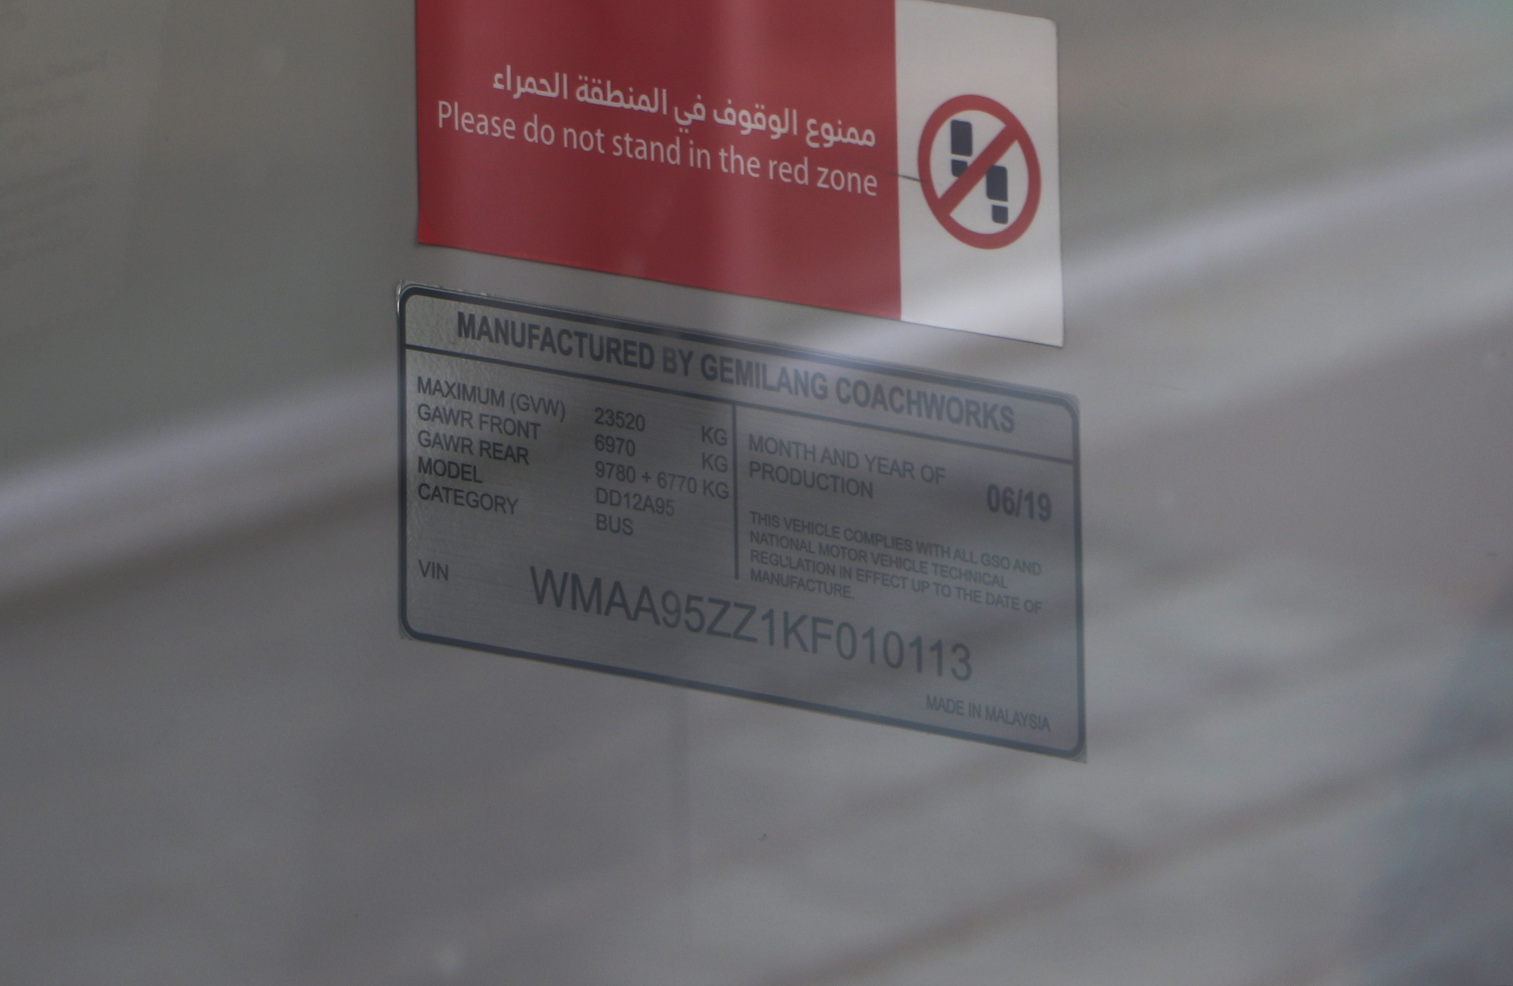 ممنوع الوقوف في المنطقة الحمراء
Please do not stand in the red zone
MANUFACTURED BY GEMILANG COACHWORKS
MAXIMUM (GVW) 23520 KG
GAWR FRONT 6970 KG
GAWR REAR 9780 + 6770 KG
MODEL DD12A95
CATEGORY BUS
MONTH AND YEAR OF
PRODUCTION 06/19
THIS VEHICLE COMPLIES WITH ALL GSO AND
NATIONAL MOTOR VEHICLE TECHNICAL
REGULATION IN EFFECT UP TO THE DATE OF
MANUFACTURE.
VIN WMAA95ZZ1KF010113
MADE IN MALAYSIA